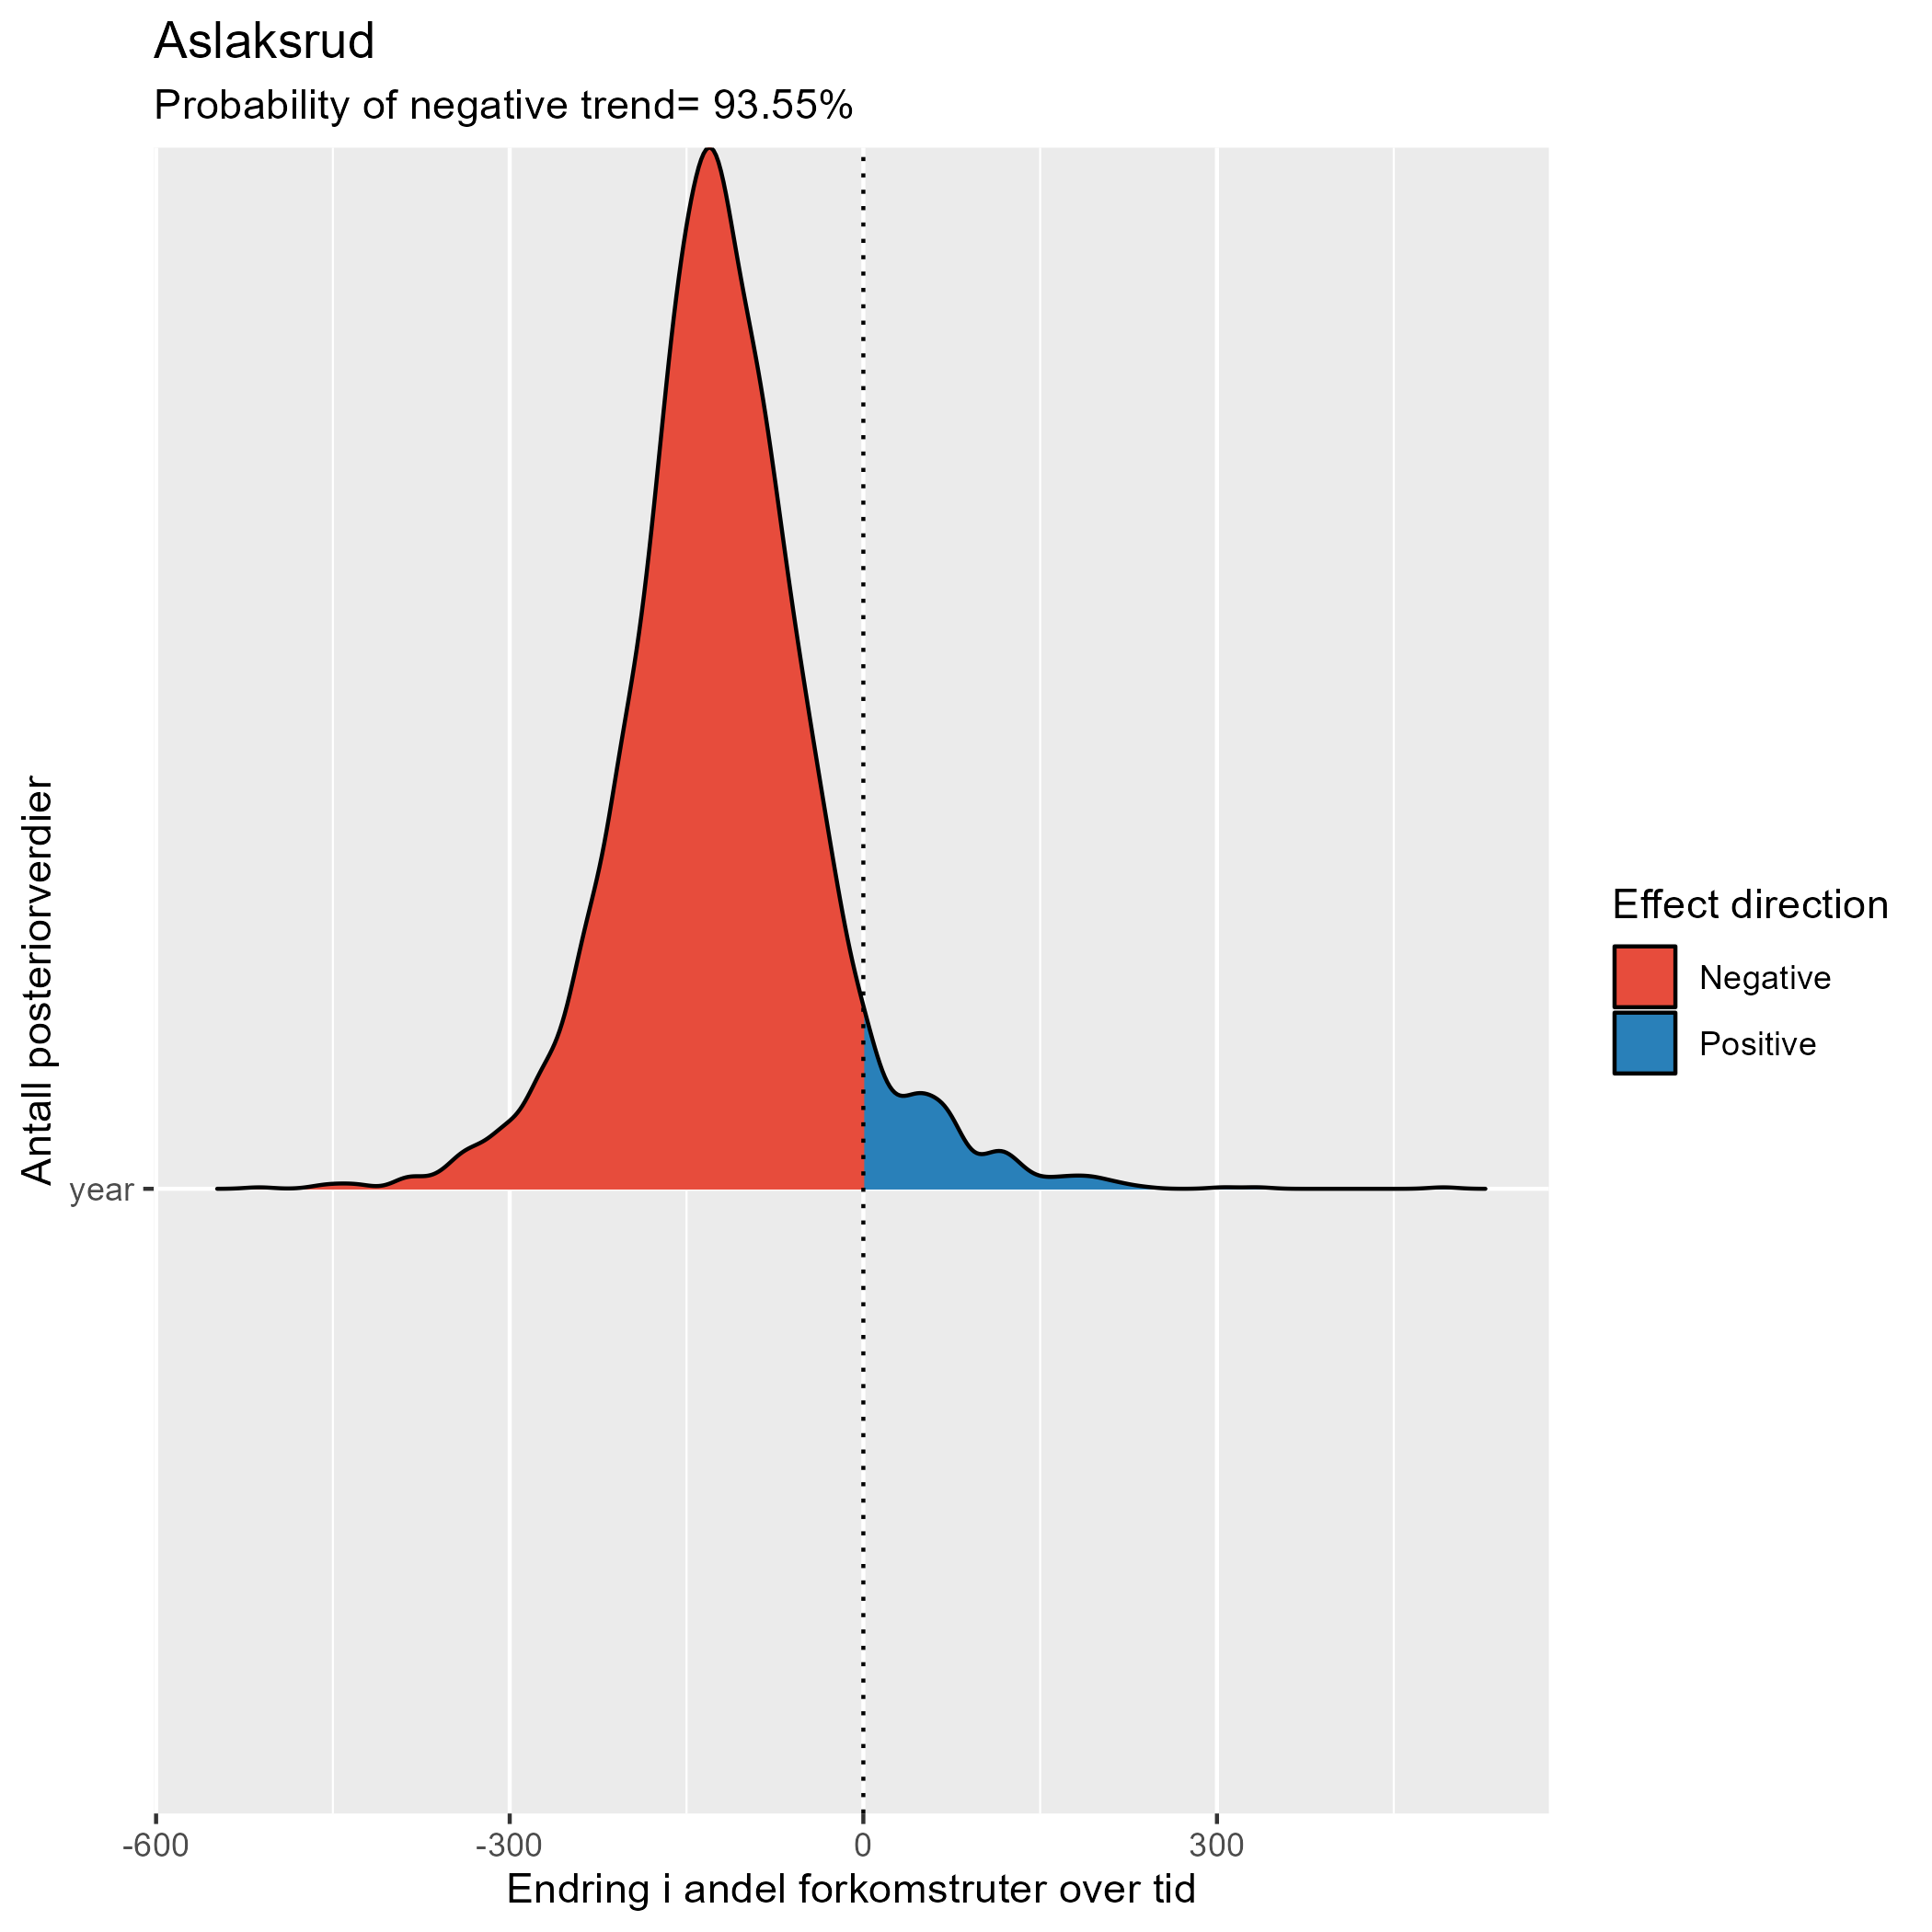 Aslaksrud
Probability of negative trend= 93.55%
Antall posteriorverdier
year
-600
-300
0
300
Endring i andel forkomstruter over tid
Effect direction
Negative
Positive